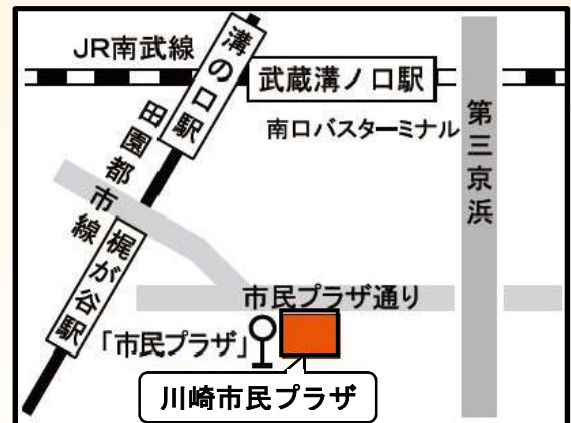 JR南武線
溝の口駅
武蔵溝ノ口駅
南口バスターミナル
第三京浜
田園都市線
梶が谷駅
市民プラザ通り
「市民プラザ」
川崎市民プラザ